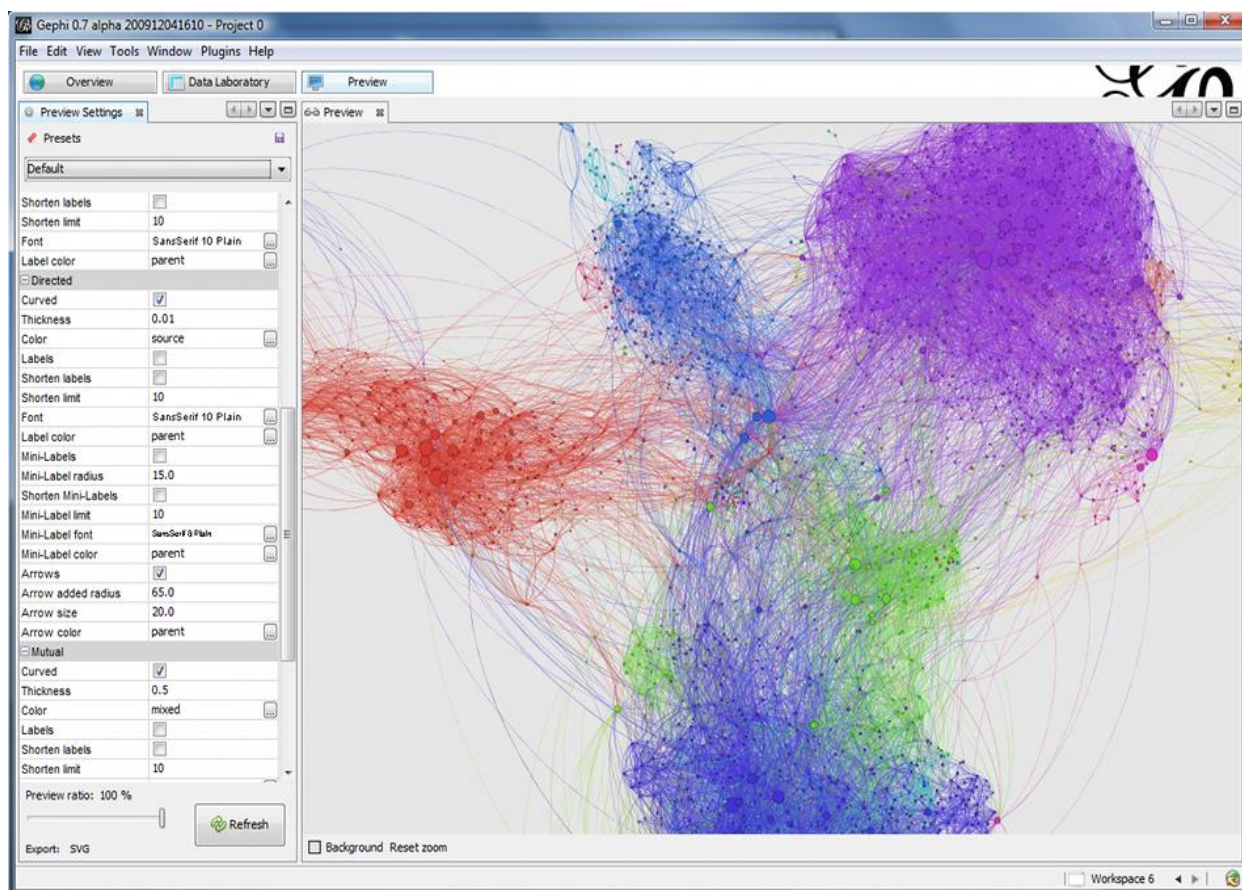 Gephi 0.7 alpha 200912041610 - Project 0
File Edit View Tools Window Plugins Help
Overview Data Laboratory Preview
Preview Settings
Preview
Presets
Default
Shorten labels
Shorten limit 10
Font SansSerif 10 Plain ...
Label color parent ...
Directed
Curved
Thickness 0.01
Color source ...
Labels
Shorten labels
Shorten limit 10
Font SansSerif 10 Plain ...
Label color parent ...
Mini-Labels
Mini-Label radius 15.0
Shorten Mini-Labels
Mini-Label limit 10
Mini-Label font SansSerif 8 Plain ...
Mini-Label color parent ...
Arrows
Arrow added radius 65.0
Arrow size 20.0
Arrow color parent ...
Mutual
Curved
Thickness 0.5
Color mixed ...
Labels
Shorten labels
Shorten limit 10
Preview ratio: 100 %
Refresh
Export: SVG
Background Reset zoom
Workspace 6